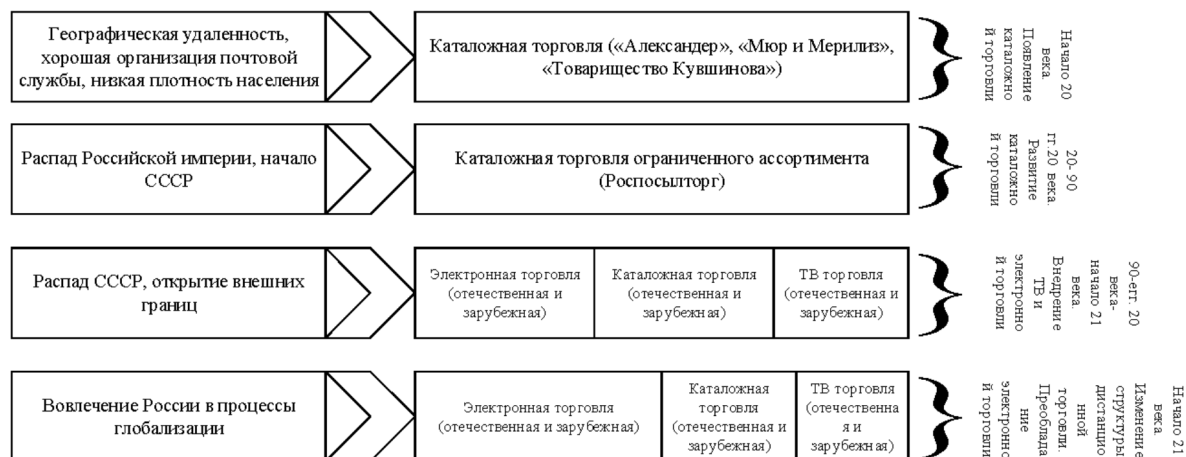 Географическая удаленность,
хорошая организация почтовой
службы, низкая плотность населения
Каталожная торговля («Александер», «Мюр и Мерилиз»,
«Товарищество Кувшинова»)
Начало 20
века.
Появление
каталожно
й торговли
Распад Российской империи, начало
СССР
Каталожная торговля ограниченного ассортимента
(Роспосылторг)
20- 90
гг.20 века.
Развитие
каталожно
й торговли
Распад СССР, открытие внешних
границ
Электронная торговля
(отечественная и
зарубежная)
Каталожная торговля
(отечественная и
зарубежная)
ТВ торговля
(отечественная и
зарубежная)
90-егг. 20
века-
начало 21
века.
Внедрение
ТВ и
электронно
й торговли
Вовлечение России в процессы
глобализации
Электронная торговля
(отечественная и зарубежная)
Каталожная
торговля
(отечественная и
зарубежная)
ТВ торговля
(отечественна
я и
зарубежная)
Начало 21
века.
Изменение
структуры
дистанцио
нной
торговли.
Преоблада
ние
электронно
й торговли